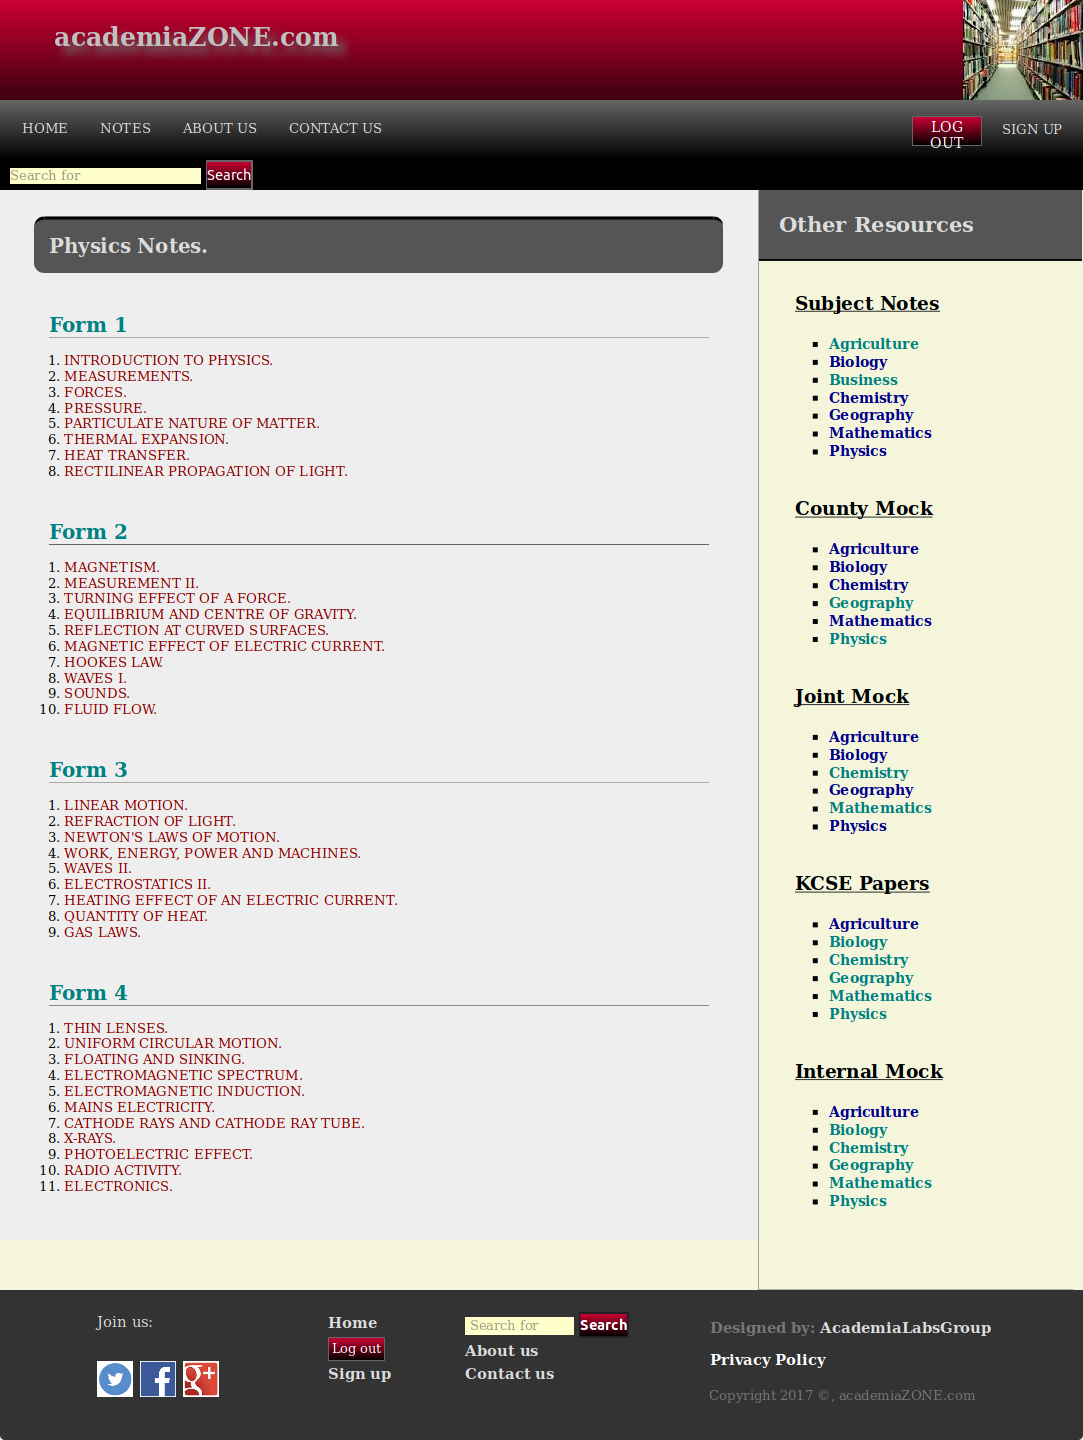 academiaZONE.com
HOME NOTES ABOUT US CONTACT US LOG OUT SIGN UP
Search for Search
Physics Notes.
Form 1
1. INTRODUCTION TO PHYSICS.
2. MEASUREMENTS.
3. FORCES.
4. PRESSURE.
5. PARTICULATE NATURE OF MATTER.
6. THERMAL EXPANSION.
7. HEAT TRANSFER.
8. RECTILINEAR PROPAGATION OF LIGHT.
Form 2
1. MAGNETISM.
2. MEASUREMENT II.
3. TURNING EFFECT OF A FORCE.
4. EQUILIBRIUM AND CENTRE OF GRAVITY.
5. REFLECTION AT CURVED SURFACES.
6. MAGNETIC EFFECT OF ELECTRIC CURRENT.
7. HOOKES LAW.
8. WAVES I.
9. SOUNDS.
10. FLUID FLOW.
Form 3
1. LINEAR MOTION.
2. REFRACTION OF LIGHT.
3. NEWTON'S LAWS OF MOTION.
4. WORK, ENERGY, POWER AND MACHINES.
5. WAVES II.
6. ELECTROSTATICS II.
7. HEATING EFFECT OF AN ELECTRIC CURRENT.
8. QUANTITY OF HEAT.
9. GAS LAWS.
Form 4
1. THIN LENSES.
2. UNIFORM CIRCULAR MOTION.
3. FLOATING AND SINKING.
4. ELECTROMAGNETIC SPECTRUM.
5. ELECTROMAGNETIC INDUCTION.
6. MAINS ELECTRICITY.
7. CATHODE RAYS AND CATHODE RAY TUBE.
8. X-RAYS.
9. PHOTOELECTRIC EFFECT.
10. RADIO ACTIVITY.
11. ELECTRONICS.
Other Resources
Subject Notes
Agriculture
Biology
Business
Chemistry
Geography
Mathematics
Physics
County Mock
Agriculture
Biology
Chemistry
Geography
Mathematics
Physics
Joint Mock
Agriculture
Biology
Chemistry
Geography
Mathematics
Physics
KCSE Papers
Agriculture
Biology
Chemistry
Geography
Mathematics
Physics
Internal Mock
Agriculture
Biology
Chemistry
Geography
Mathematics
Physics
Join us:
Home
Log out
Sign up
Search for Search
About us
Contact us
Designed by: AcademiaLabsGroup
Privacy Policy
Copyright 2017 ©, academiaZONE.com